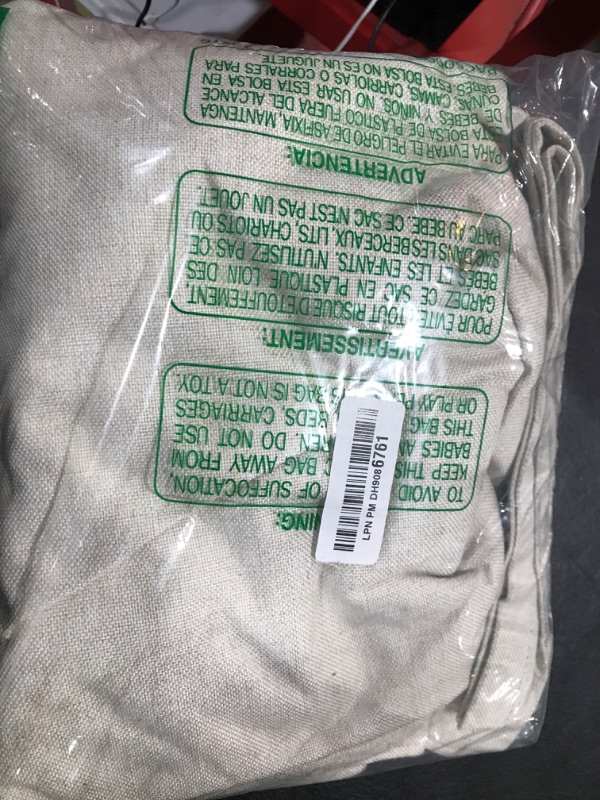 TO AVOID OF SUFFOCATION,
KEEP THIS BAG AWAY FROM
BABIES DO NOT USE
THIS BAG BEDS, CARRIAGES
OR PLAY BAG IS NOT A TOY
LPN PM DH9086761
AVERTISSEMENT:
POUR EVITER TOUT RISQUE D'ETOUFFEMENT,
GARDEZ CE SAC EN PLASTIQUE LOIN DES
BEBES ET LES ENFANTS. N'UTILISEZ PAS CE
SAC DANS LES BERCEAUX, LITS, CHARIOTS OU
PARC AU BEBE. CE SAC N'EST PAS UN JOUET.
ADVERTENCIA:
PARA EVITAR EL PELIGRO DE ASFIXIA, MANTENGA
ESTA BOLSA DE PLASTICO FUERA DEL ALCANCE
DE BEBES Y NINOS. NO USAR ESTA BOLSA EN
CUNAS, CAMAS, CARRIOLAS O CORRALES PARA
BEBES ESTA BOLSA NO ES UN JUGUETE